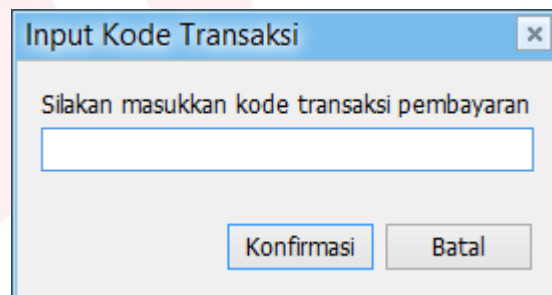 Input Kode Transaksi
Silakan masukkan kode transaksi pembayaran
Konfirmasi Batal